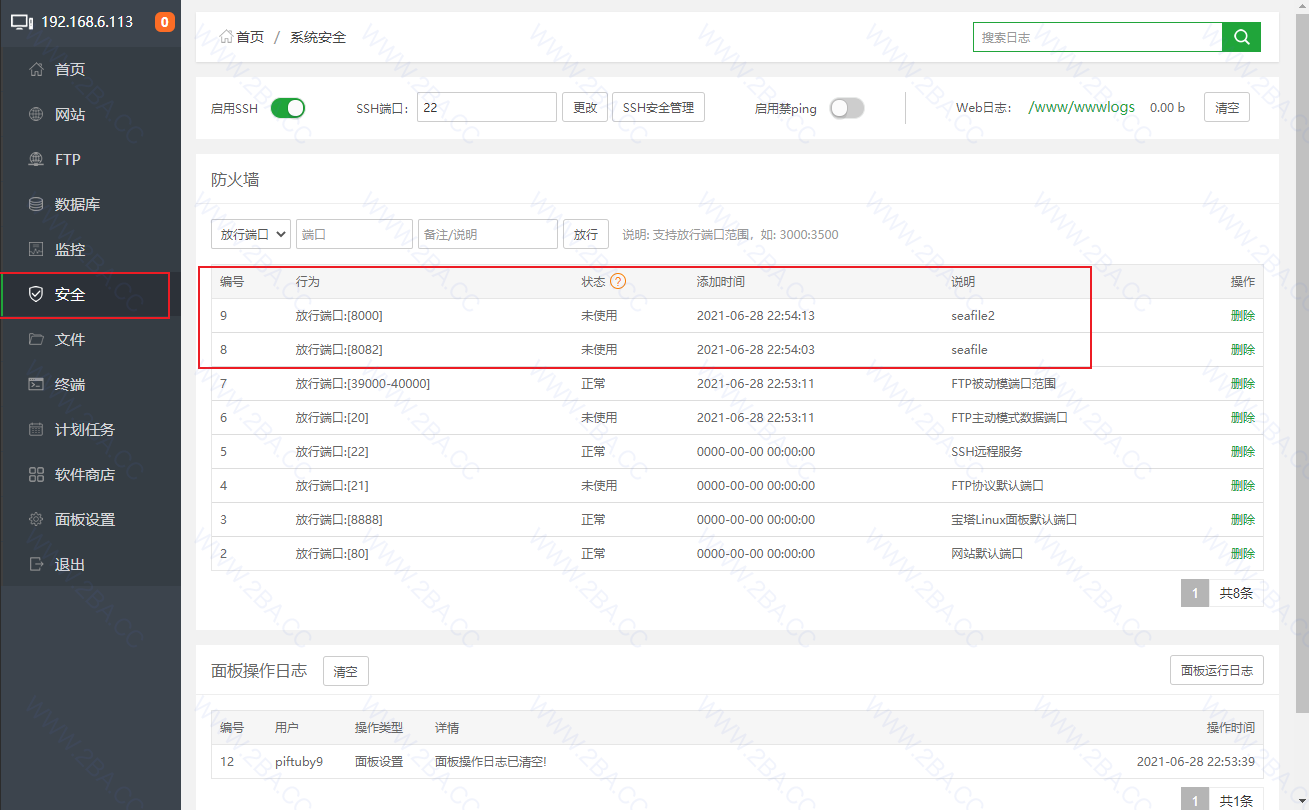 192.168.6.113 0
首页
网站
FTP
数据库
监控
安全
文件
终端
计划任务
软件商店
面板设置
退出
首页 / 系统安全
搜索日志
启用SSH SSH端口: 22 更改 SSH安全管理 启用禁ping Web日志: /www/wwwlogs 0.00 b 清空
防火墙
放行端口 端口 备注/说明 放行 说明: 支持放行端口范围，如: 3000:3500
编号 行为 状态 ? 添加时间 说明 操作
9 放行端口:[8000] 未使用 2021-06-28 22:54:13 seafile2 删除
8 放行端口:[8082] 未使用 2021-06-28 22:54:03 seafile 删除
7 放行端口:[39000-40000] 正常 2021-06-28 22:53:11 FTP被动模端口范围 删除
6 放行端口:[20] 未使用 2021-06-28 22:53:11 FTP主动模式数据端口 删除
5 放行端口:[22] 正常 0000-00-00 00:00:00 SSH远程服务 删除
4 放行端口:[21] 未使用 0000-00-00 00:00:00 FTP协议默认端口 删除
3 放行端口:[8888] 正常 0000-00-00 00:00:00 宝塔Linux面板默认端口 删除
2 放行端口:[80] 正常 0000-00-00 00:00:00 网站默认端口 删除
1 共8条
面板操作日志 清空 面板运行日志
编号 用户 操作类型 详情 操作时间
12 piftuby9 面板设置 面板操作日志已清空! 2021-06-28 22:53:39
1 共1条
WWW.2BA.CC